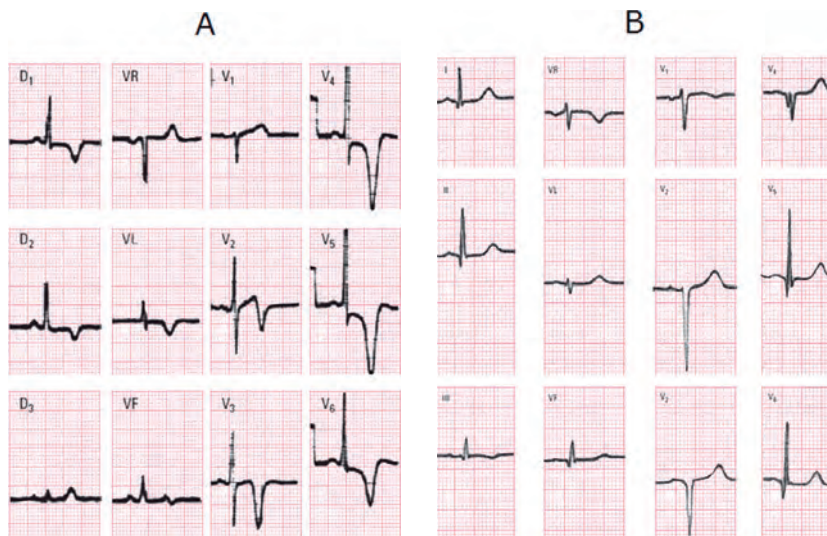 A
D₁ VR V₁ V₄
D₂ VL V₂ V₅
D₃ VF V₃ V₆
B
I VR V₁ V₄
II VL V₂ V₅
III VF V₃ V₆